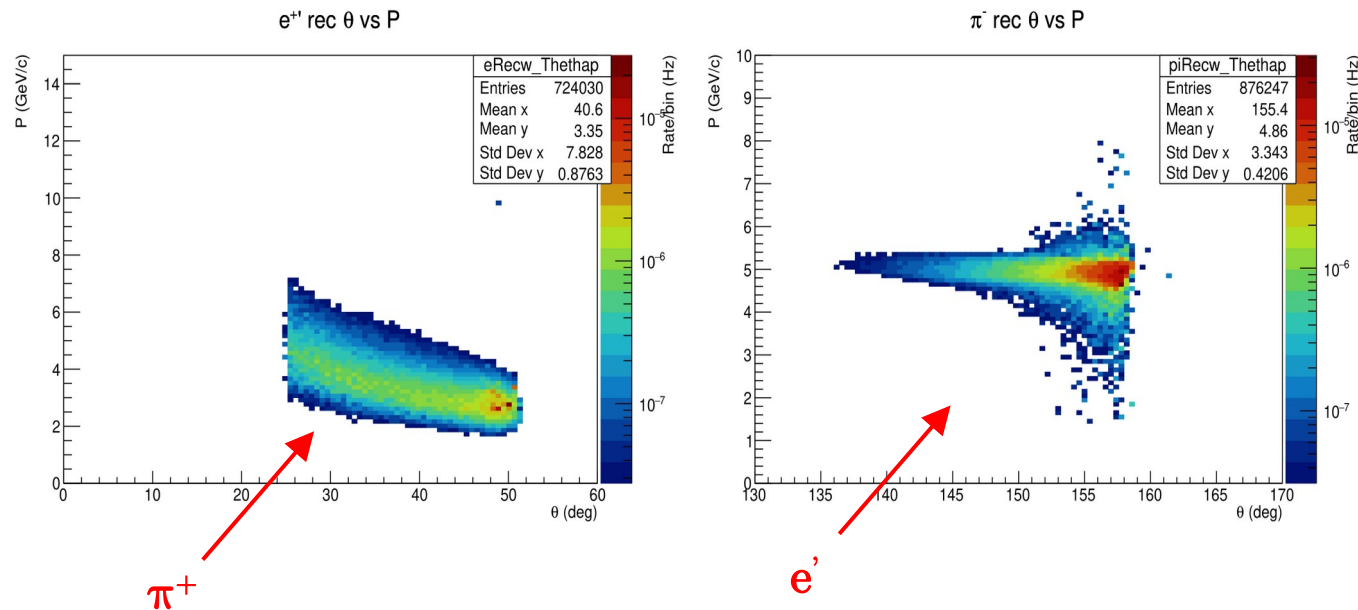 e⁺' rec θ vs P
P (GeV/c)
14
12
10
8
6
4
2
0
0 10 20 30 40 50 60
θ (deg)
eRecw_Thethap
Entries 724030
Mean x 40.6
Mean y 3.35
Std Dev x 7.828
Std Dev y 0.8763
Rate/bin (Hz)
10⁻⁵
10⁻⁶
10⁻⁷
π⁺
π⁻ rec θ vs P
P (GeV/c)
10
9
8
7
6
5
4
3
2
1
0
130 135 140 145 150 155 160 165 170
θ (deg)
piRecw_Thethap
Entries 876247
Mean x 155.4
Mean y 4.86
Std Dev x 3.343
Std Dev y 0.4206
Rate/bin (Hz)
10⁻⁵
10⁻⁶
10⁻⁷
e'